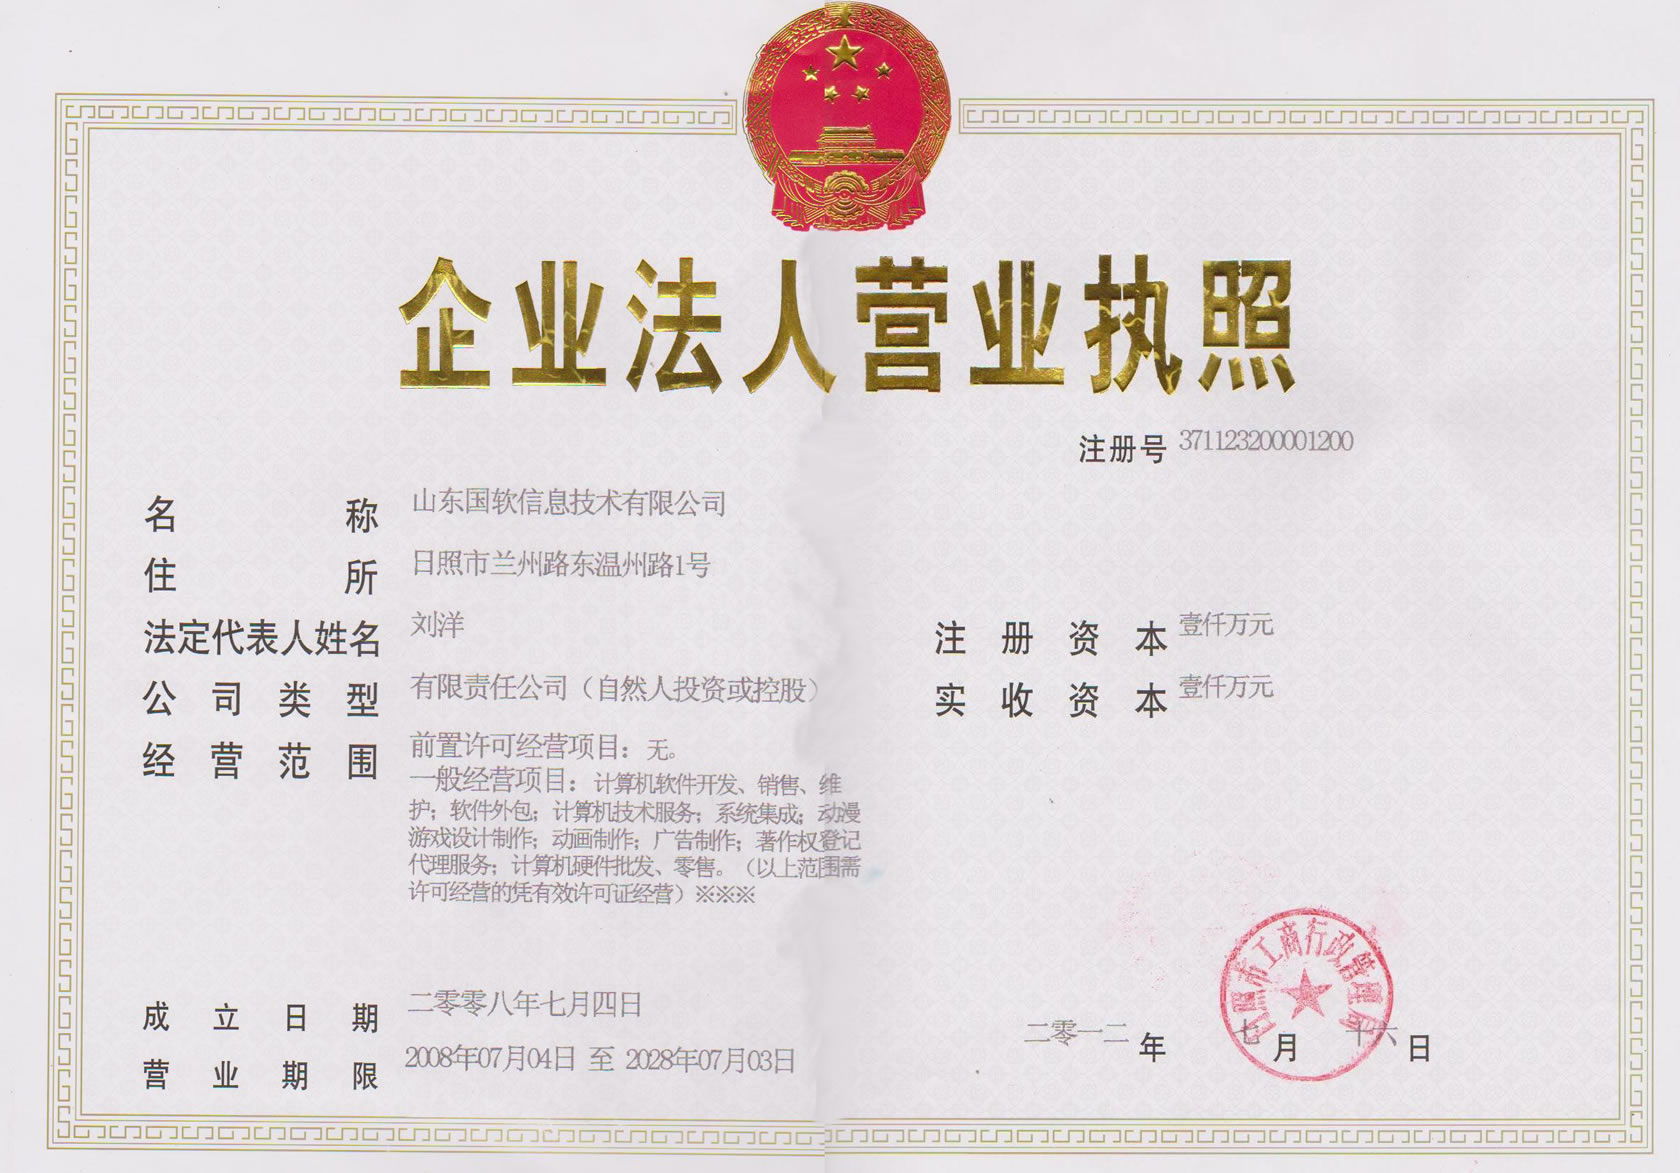 企业法人营业执照
注册号 371123200001200
名称 山东国软信息技术有限公司
住所 日照市兰州路东温州路1号
法定代表人姓名 刘洋
注册资本 壹仟万元
公司类型 有限责任公司（自然人投资或控股）
实收资本 壹仟万元
经营范围 前置许可经营项目：无。
一般经营项目：计算机软件开发、销售、维
护；软件外包；计算机技术服务；系统集成；动漫
游戏设计制作；动画制作；广告制作；著作权登记
代理服务；计算机硬件批发、零售。（以上范围需
许可经营的凭有效许可证经营）※※※
成立日期 二零零八年七月四日
营业期限 2008年07月04日 至 2028年07月03日
日照市工商行政管理局
二零一二年七月十六日